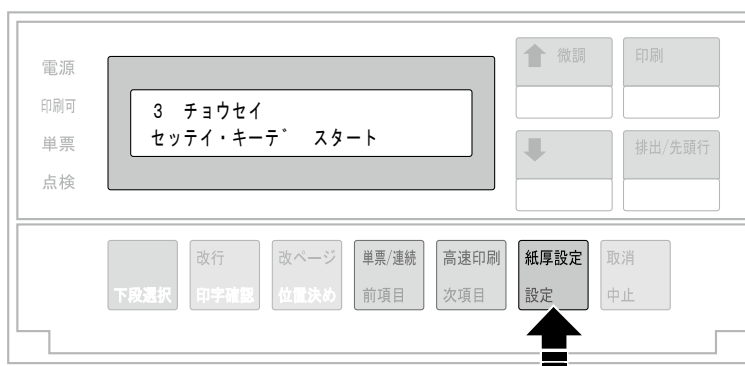 電源
印刷可
単票
点検
3 チョウセイ
セッテイ・キーデ スタート
微調
印刷
排出/先頭行
下段選択
改行
印字確認
改ページ
位置決め
単票/連続
前項目
高速印刷
次項目
紙厚設定
設定
取消
中止